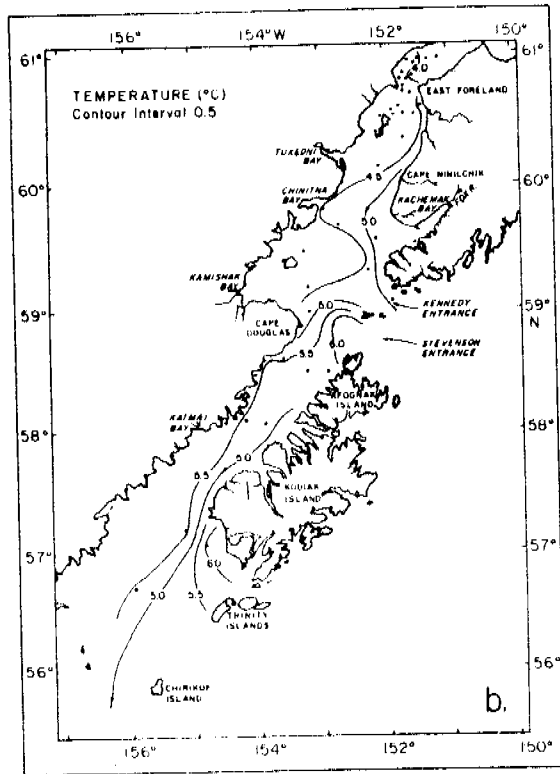 156° 154°W 152° 150°
61° 61°
TEMPERATURE (°C)
Contour Interval 0.5
4.0
EAST FORELAND
TUXEDNI
BAY
4.5
CAPE NINILCHIK
60° 60°
CHINITNA
BAY
5.0
KACHEMAK
BAY
KAMISHAK
BAY
59° 59°
N
KENNEDY
ENTRANCE
CAPE
DOUGLAS
5.0
5.5
6.0
STEVENSON
ENTRANCE
AFOGNAK
ISLAND
KATMAI
BAY
58° 58°
5.5
6.0
KODIAK
ISLAND
57° 57°
6.0
5.0
5.5
TRINITY
ISLANDS
56° 56°
CHIRIKOF
ISLAND
b.
156° 154° 152° 150°